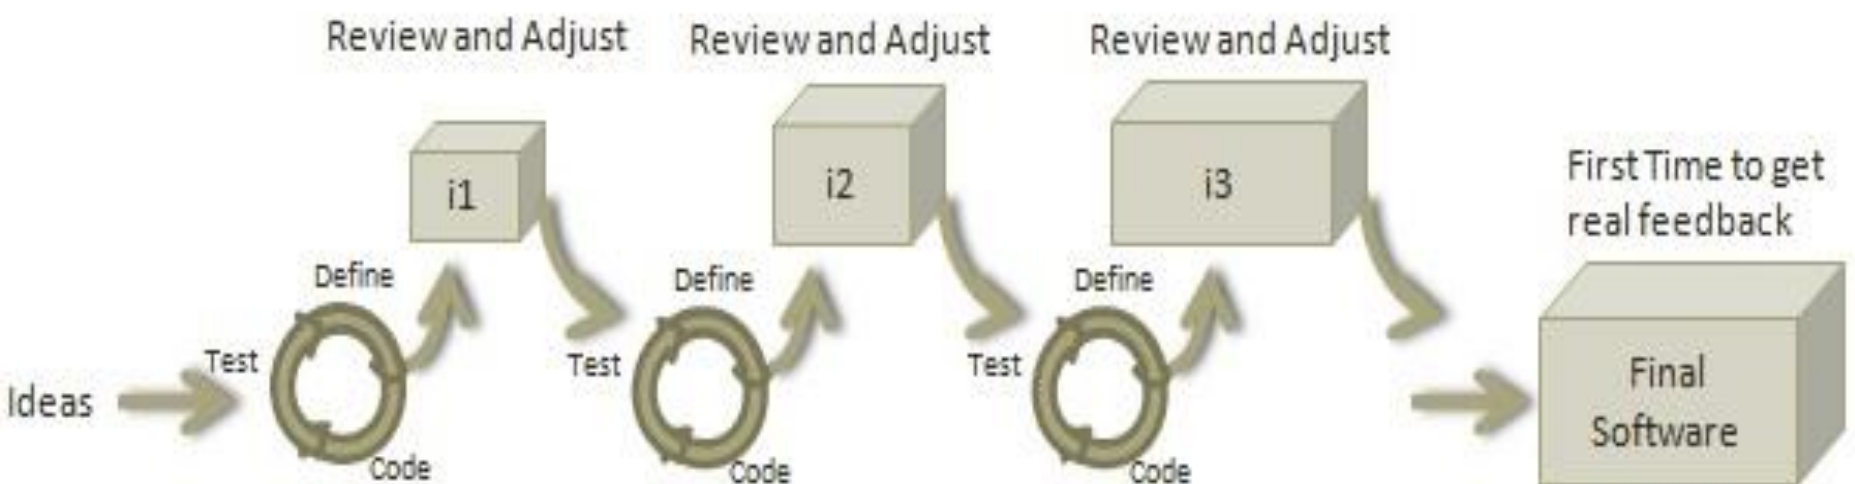 Review and Adjust
Review and Adjust
Review and Adjust
i1
i2
i3
First Time to get
real feedback
Define
Define
Define
Test
Test
Test
Ideas
Final
Software
Code
Code
Code